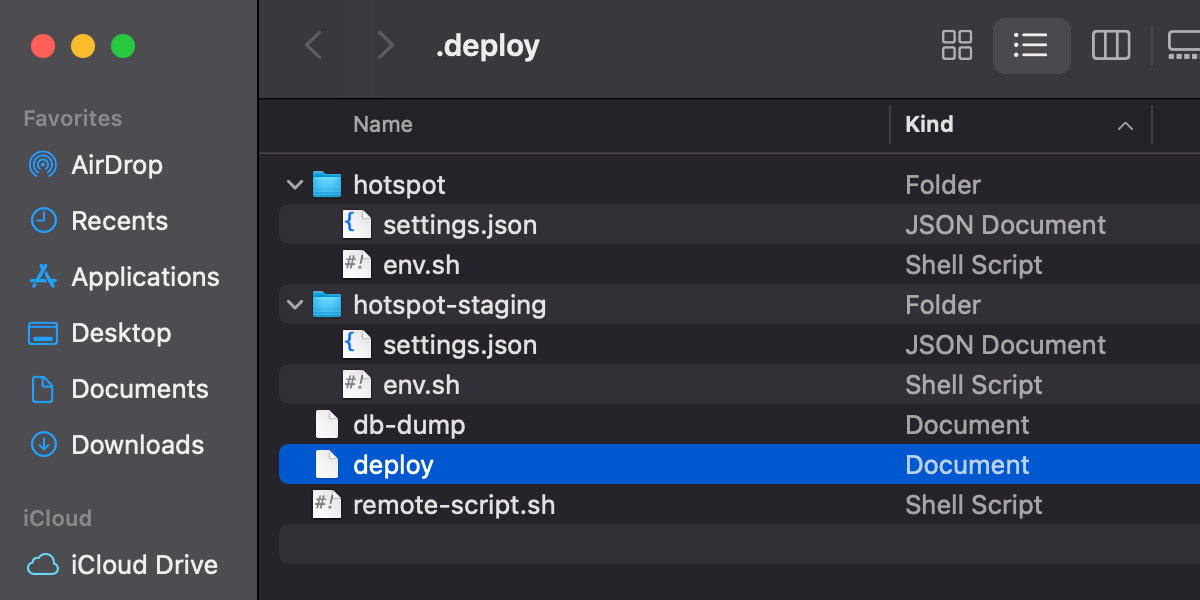 .deploy
Favorites
AirDrop
Recents
Applications
Desktop
Documents
Downloads
iCloud
iCloud Drive
Name Kind
hotspot Folder
settings.json JSON Document
env.sh Shell Script
hotspot-staging Folder
settings.json JSON Document
env.sh Shell Script
db-dump Document
deploy Document
remote-script.sh Shell Script